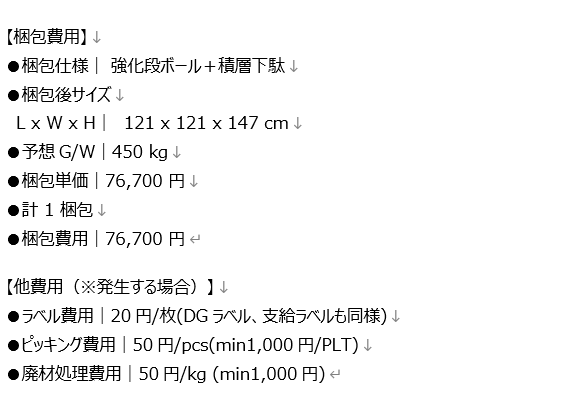 【梱包費用】↓
●梱包仕様｜ 強化段ボール＋積層下駄↓
●梱包後サイズ↓
L x W x H｜ 121 x 121 x 147 cm↓
●予想 G/W｜450 kg↓
●梱包単価｜76,700 円↓
●計 1 梱包↓
●梱包費用｜76,700 円↵
【他費用（※発生する場合）】↓
●ラベル費用｜20 円/枚(DG ラベル、支給ラベルも同様)↓
●ピッキング費用｜50 円/pcs(min1,000 円/PLT)↓
●廃材処理費用｜50 円/kg (min1,000 円)↵